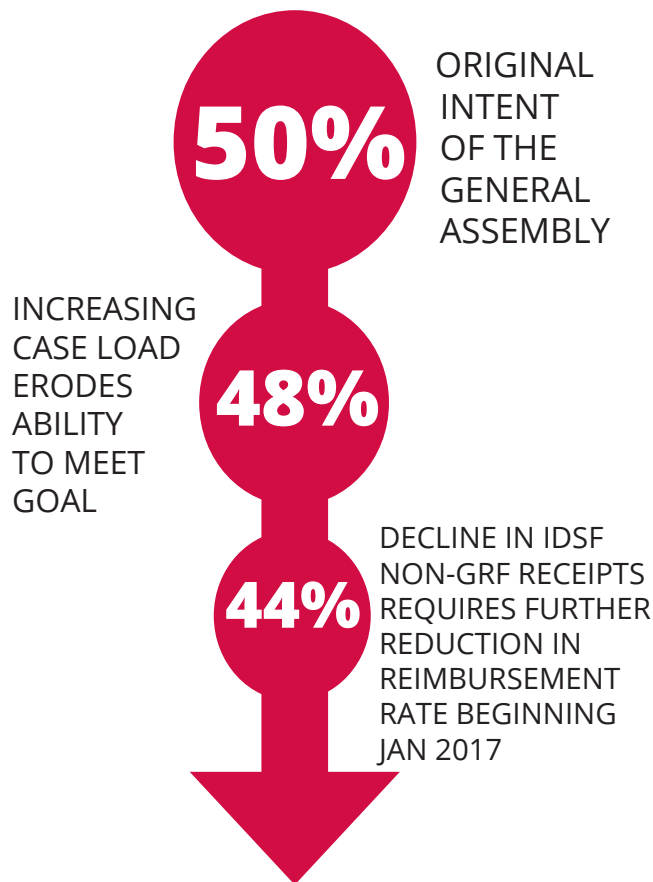 50%
ORIGINAL
INTENT
OF THE
GENERAL
ASSEMBLY
INCREASING
CASE LOAD
ERODES
ABILITY
TO MEET
GOAL
48%
44%
DECLINE IN IDSF
NON-GRF RECEIPTS
REQUIRES FURTHER
REDUCTION IN
REIMBURSEMENT
RATE BEGINNING
JAN 2017